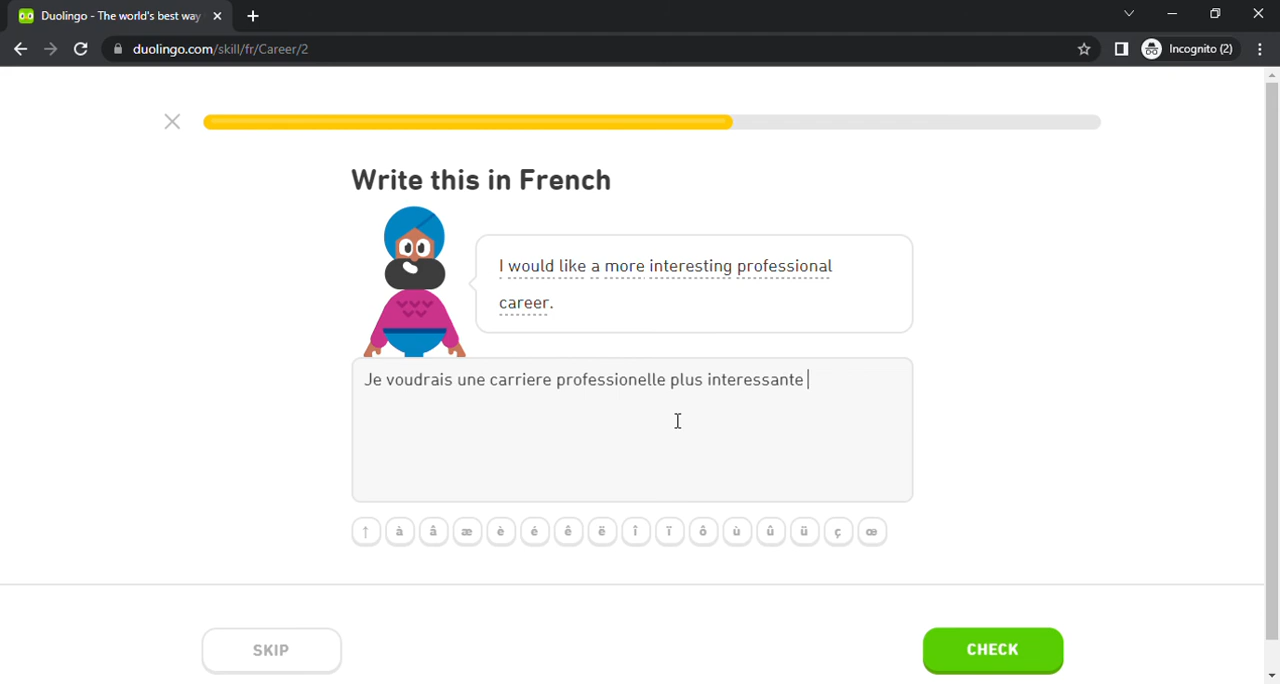 Duolingo - The world's best way
duolingo.com/skill/fr/Career/2
Incognito (2)
Write this in French
I would like a more interesting professional
career.
Je voudrais une carriere professionelle plus interessante
↑ à â æ è é ê ë î ï ô ù û ü ç œ
SKIP
CHECK